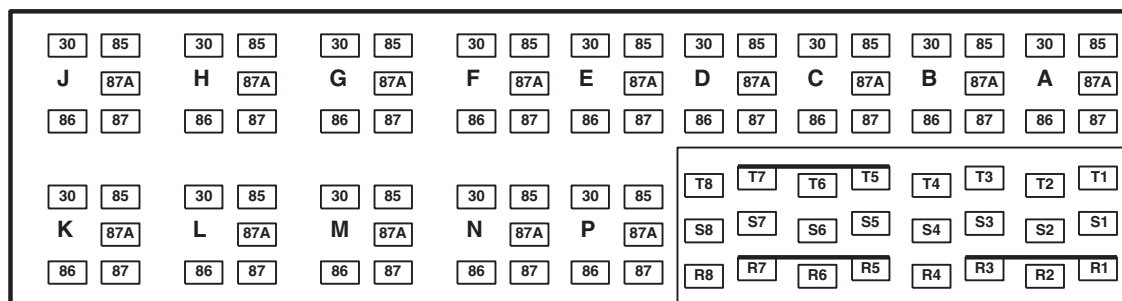 30 85 30 85 30 85 30 85 30 85 30 85 30 85 30 85 30 85
J 87A H 87A G 87A F 87A E 87A D 87A C 87A B 87A A 87A
86 87 86 87 86 87 86 87 86 87 86 87 86 87 86 87 86 87
T8 T7 T6 T5 T4 T3 T2 T1
30 85 30 85 30 85 30 85 30 85
K 87A L 87A M 87A N 87A P 87A S8 S7 S6 S5 S4 S3 S2 S1
86 87 86 87 86 87 86 87 86 87 R8 R7 R6 R5 R4 R3 R2 R1